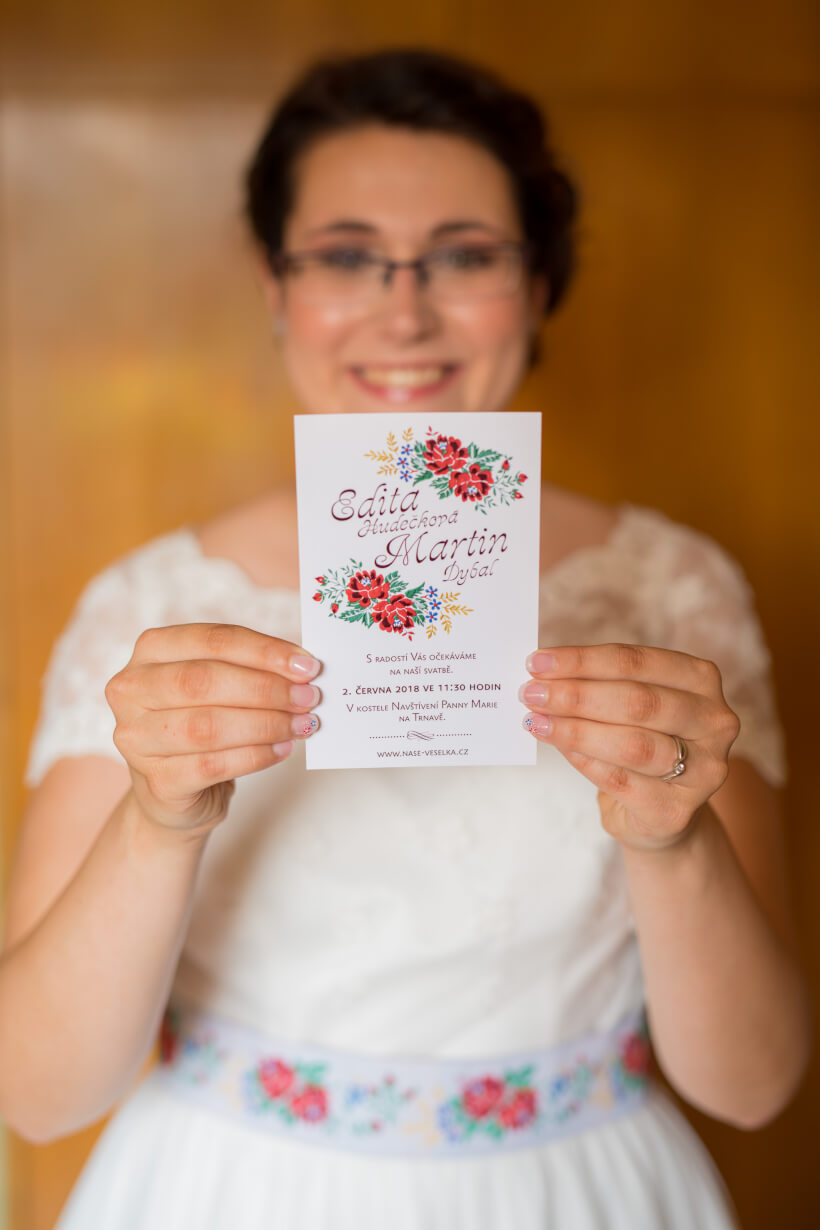 Edita
Hudečková
Martin
Dybal
S radostí Vás očekáváme
na naší svatbě.
2. června 2018 ve 11:30 hodin
V kostele Navštívení Panny Marie
na Trnavě.
www.nase-veselka.cz